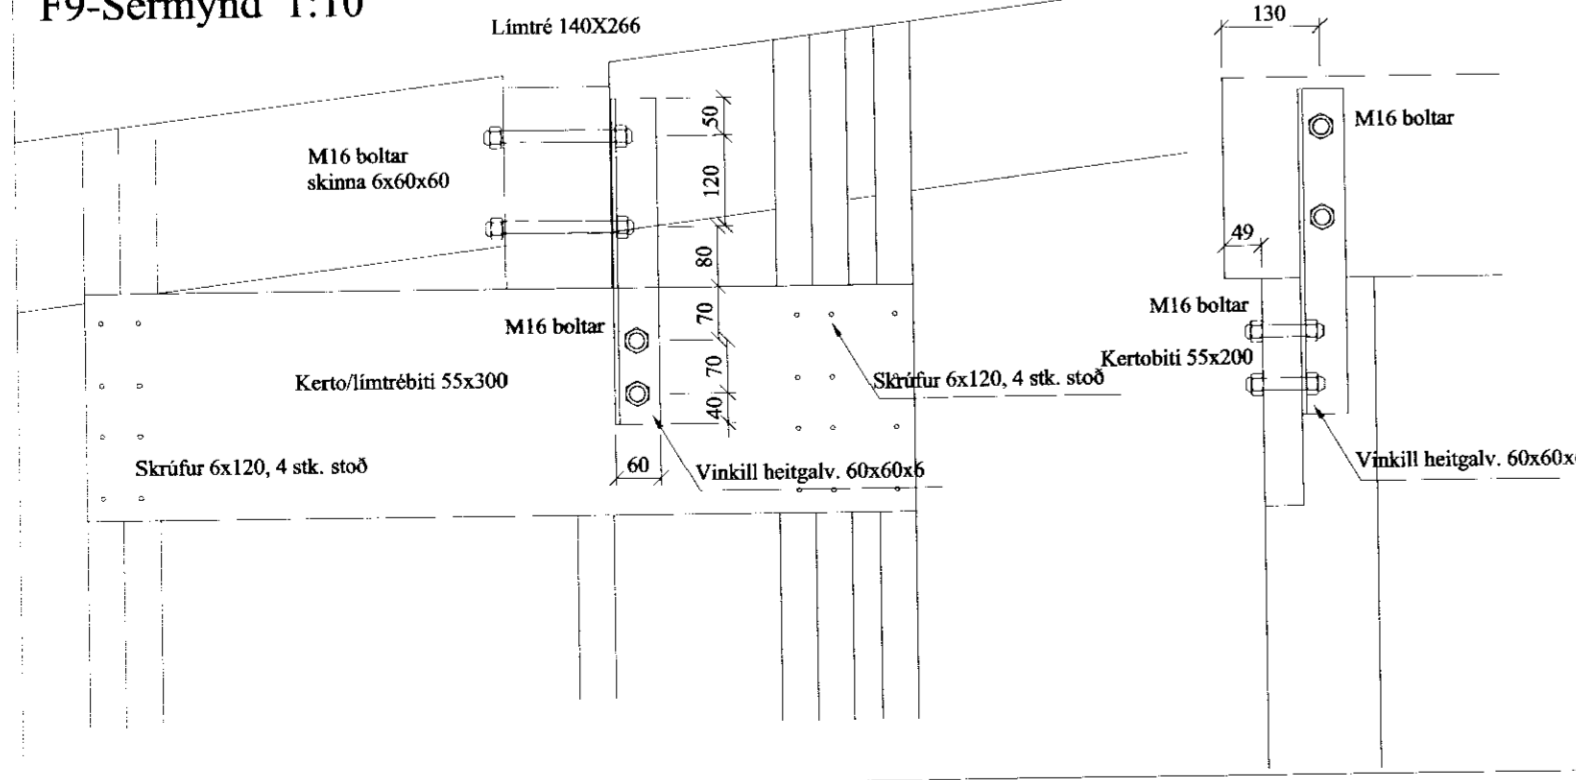 F9-Sérmynd 1:10
Límtré 140X266
M16 boltar
skinna 6x60x60
50
120
80
70
70
40
60
M16 boltar
Kerto/límtrébiti 55x300
Skrúfur 6x120, 4 stk. stoð
Skrúfur 6x120, 4 stk. stoð
Vinkill heitgalv. 60x60x6
130
M16 boltar
49
M16 boltar
Kertobiti 55x200
Vinkill heitgalv. 60x60x6